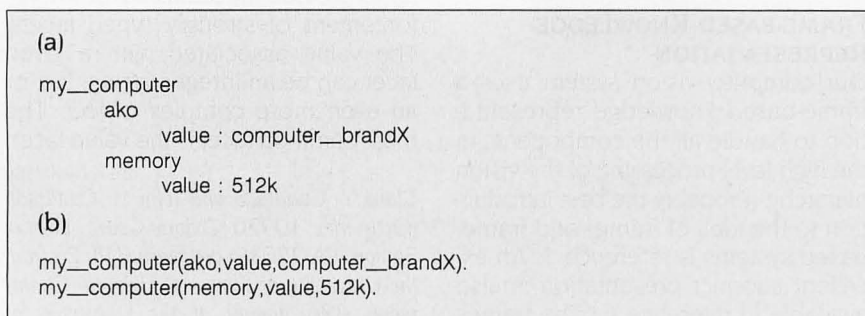 (a)
my__computer
ako
value : computer__brandX
memory
value : 512k
(b)
my__computer(ako,value,computer__brandX).
my__computer(memory,value,512k).